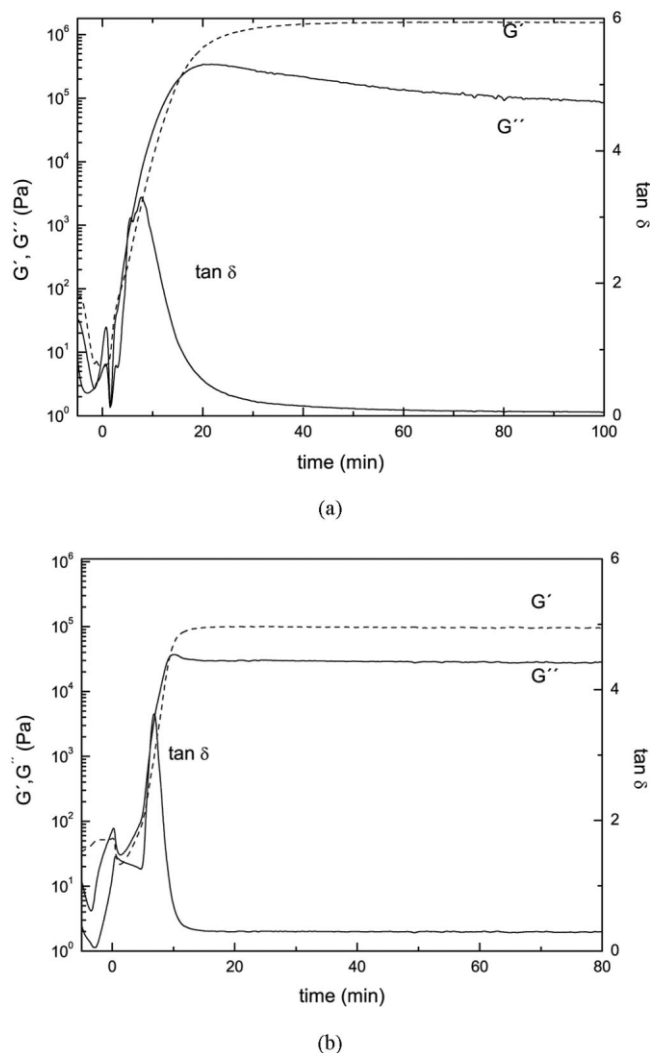 10⁶
10⁵
10⁴
10³
10²
10¹
10⁰
G´, G´´ (Pa)
G´
G´´
tan δ
6
4
2
0
tan δ
0 20 40 60 80 100
time (min)
(a)
10⁶
10⁵
10⁴
10³
10²
10¹
10⁰
G´,G¨ (Pa)
G´
G´´
tan δ
6
4
2
0
tan δ
0 20 40 60 80
time (min)
(b)